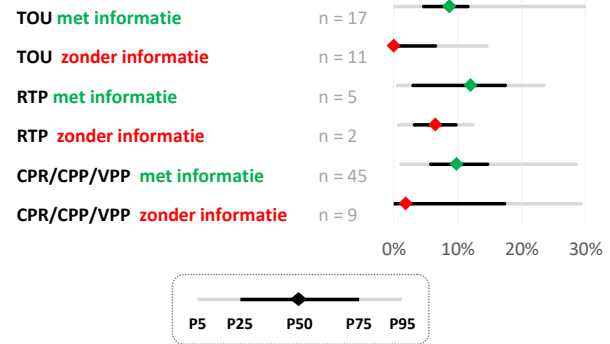 TOU met informatie n = 17
TOU zonder informatie n = 11
RTP met informatie n = 5
RTP zonder informatie n = 2
CPR/CPP/VPP met informatie n = 45
CPR/CPP/VPP zonder informatie n = 9
0% 10% 20% 30%
P5 P25 P50 P75 P95